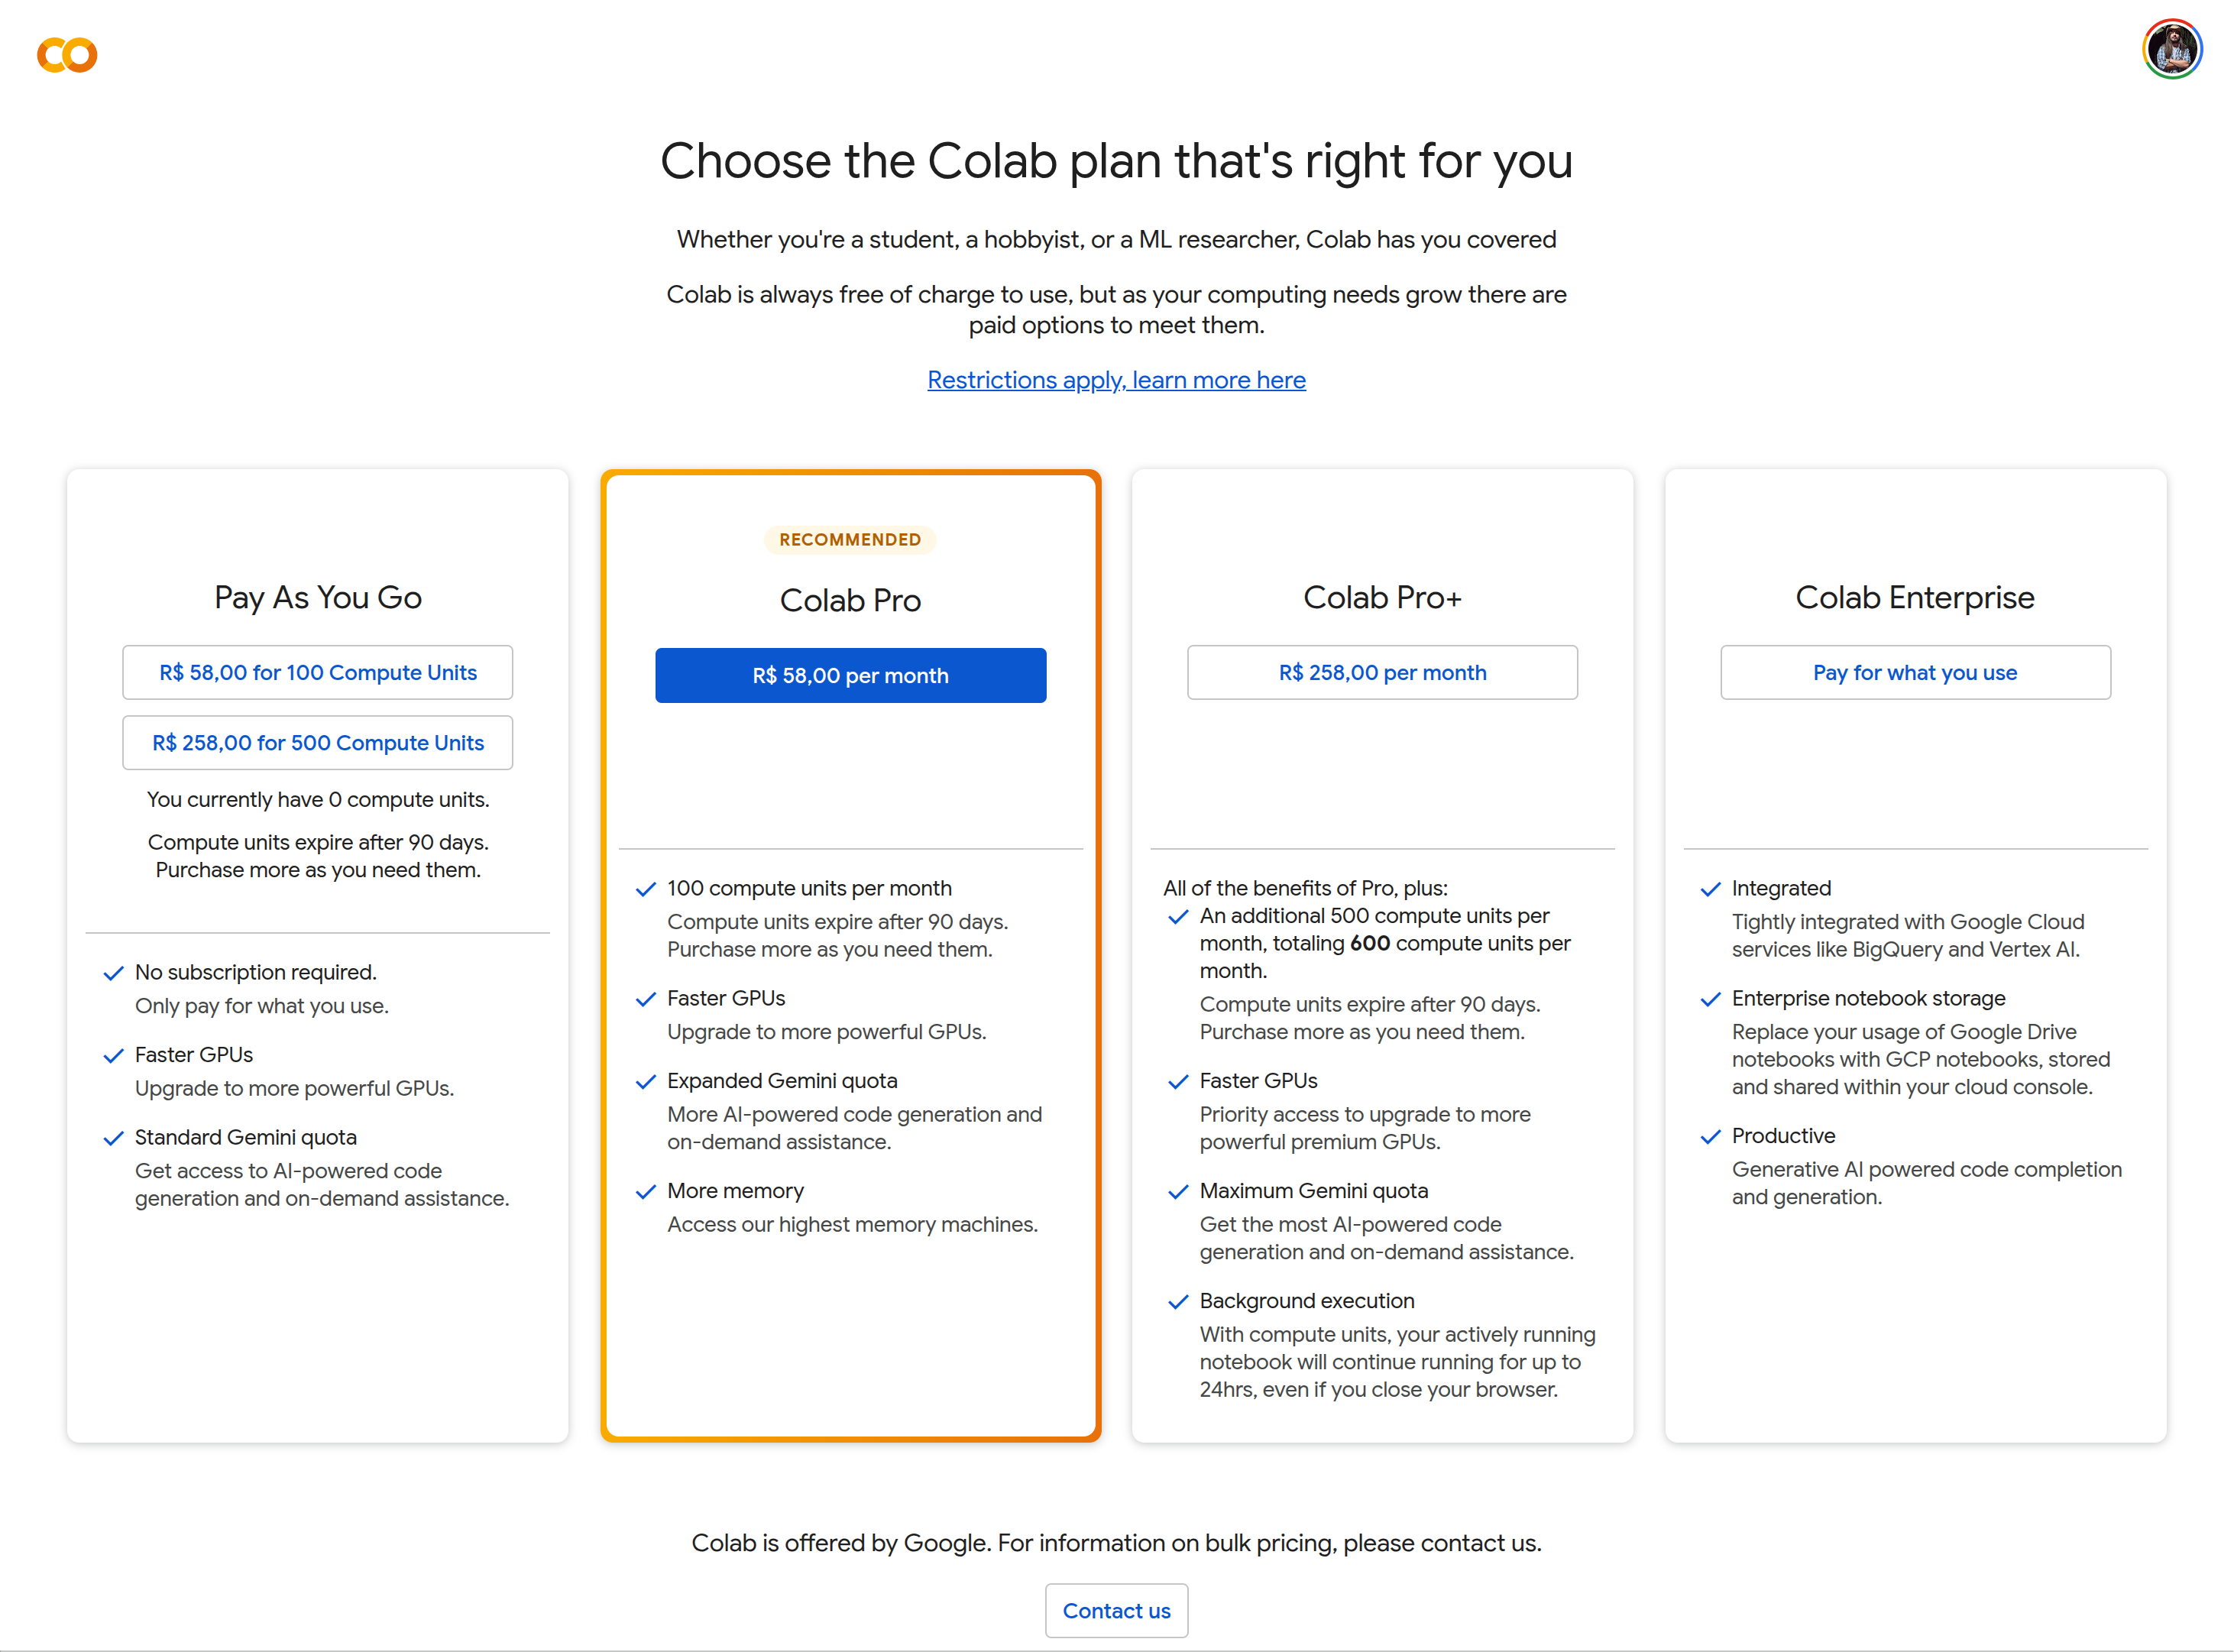 Choose the Colab plan that's right for you
Whether you're a student, a hobbyist, or a ML researcher, Colab has you covered
Colab is always free of charge to use, but as your computing needs grow there are
paid options to meet them.
Restrictions apply, learn more here
Pay As You Go
R$ 58,00 for 100 Compute Units
R$ 258,00 for 500 Compute Units
You currently have 0 compute units.
Compute units expire after 90 days.
Purchase more as you need them.
No subscription required.
Only pay for what you use.
Faster GPUs
Upgrade to more powerful GPUs.
Standard Gemini quota
Get access to AI-powered code
generation and on-demand assistance.
RECOMMENDED
Colab Pro
R$ 58,00 per month
100 compute units per month
Compute units expire after 90 days.
Purchase more as you need them.
Faster GPUs
Upgrade to more powerful GPUs.
Expanded Gemini quota
More AI-powered code generation and
on-demand assistance.
More memory
Access our highest memory machines.
Colab Pro+
R$ 258,00 per month
All of the benefits of Pro, plus:
An additional 500 compute units per
month, totaling 600 compute units per
month.
Compute units expire after 90 days.
Purchase more as you need them.
Faster GPUs
Priority access to upgrade to more
powerful premium GPUs.
Maximum Gemini quota
Get the most AI-powered code
generation and on-demand assistance.
Background execution
With compute units, your actively running
notebook will continue running for up to
24hrs, even if you close your browser.
Colab Enterprise
Pay for what you use
Integrated
Tightly integrated with Google Cloud
services like BigQuery and Vertex AI.
Enterprise notebook storage
Replace your usage of Google Drive
notebooks with GCP notebooks, stored
and shared within your cloud console.
Productive
Generative AI powered code completion
and generation.
Colab is offered by Google. For information on bulk pricing, please contact us.
Contact us